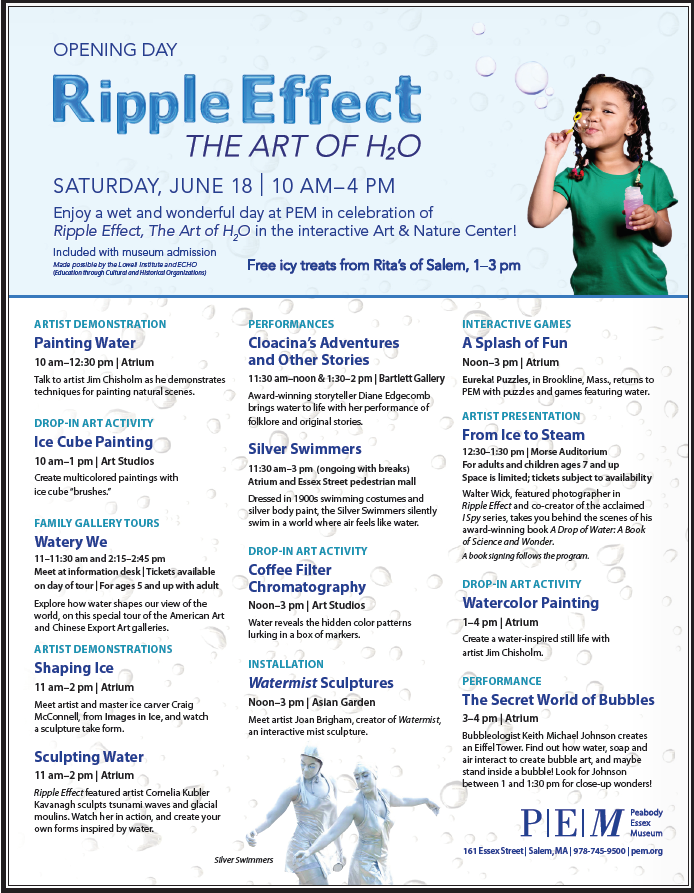 OPENING DAY
Ripple Effect
THE ART OF H₂O
SATURDAY, JUNE 18 | 10 AM–4 PM
Enjoy a wet and wonderful day at PEM in celebration of
Ripple Effect, The Art of H₂O in the interactive Art & Nature Center!
Included with museum admission
Made possible by the Lowell Institute and ECHO
(Education through Cultural and Historical Organizations)
Free icy treats from Rita's of Salem, 1–3 pm
ARTIST DEMONSTRATION
Painting Water
10 am–12:30 pm | Atrium
Talk to artist Jim Chisholm as he demonstrates
techniques for painting natural scenes.
DROP-IN ART ACTIVITY
Ice Cube Painting
10 am–1 pm | Art Studios
Create multicolored paintings with
ice cube "brushes."
FAMILY GALLERY TOURS
Watery We
11–11:30 am and 2:15–2:45 pm
Meet at information desk | Tickets available
on day of tour | For ages 5 and up with adult
Explore how water shapes our view of the
world, on this special tour of the American Art
and Chinese Export Art galleries.
ARTIST DEMONSTRATIONS
Shaping Ice
11 am–2 pm | Atrium
Meet artist and master ice carver Craig
McConnell, from Images in Ice, and watch
a sculpture take form.
Sculpting Water
11 am–2 pm | Atrium
Ripple Effect featured artist Cornelia Kubler
Kavanagh sculpts tsunami waves and glacial
moulins. Watch her in action, and create your
own forms inspired by water.
PERFORMANCES
Cloacina's Adventures
and Other Stories
11:30 am–noon & 1:30–2 pm | Bartlett Gallery
Award-winning storyteller Diane Edgecomb
brings water to life with her performance of
folklore and original stories.
Silver Swimmers
11:30 am–3 pm (ongoing with breaks)
Atrium and Essex Street pedestrian mall
Dressed in 1900s swimming costumes and
silver body paint, the Silver Swimmers silently
swim in a world where air feels like water.
DROP-IN ART ACTIVITY
Coffee Filter
Chromatography
Noon–3 pm | Art Studios
Water reveals the hidden color patterns
lurking in a box of markers.
INSTALLATION
Watermist Sculptures
Noon–3 pm | Asian Garden
Meet artist Joan Brigham, creator of Watermist,
an interactive mist sculpture.
Silver Swimmers
INTERACTIVE GAMES
A Splash of Fun
Noon–3 pm | Atrium
Eureka! Puzzles, in Brookline, Mass., returns to
PEM with puzzles and games featuring water.
ARTIST PRESENTATION
From Ice to Steam
12:30–1:30 pm | Morse Auditorium
For adults and children ages 7 and up
Space is limited; tickets subject to availability
Walter Wick, featured photographer in
Ripple Effect and co-creator of the acclaimed
I Spy series, takes you behind the scenes of his
award-winning book A Drop of Water: A Book
of Science and Wonder.
A book signing follows the program.
DROP-IN ART ACTIVITY
Watercolor Painting
1–4 pm | Atrium
Create a water-inspired still life with
artist Jim Chisholm.
PERFORMANCE
The Secret World of Bubbles
3–4 pm | Atrium
Bubbleologist Keith Michael Johnson creates
an Eiffel Tower. Find out how water, soap and
air interact to create bubble art, and maybe
stand inside a bubble! Look for Johnson
between 1 and 1:30 pm for close-up wonders!
P|E|M
Peabody
Essex
Museum
161 Essex Street | Salem, MA | 978-745-9500 | pem.org